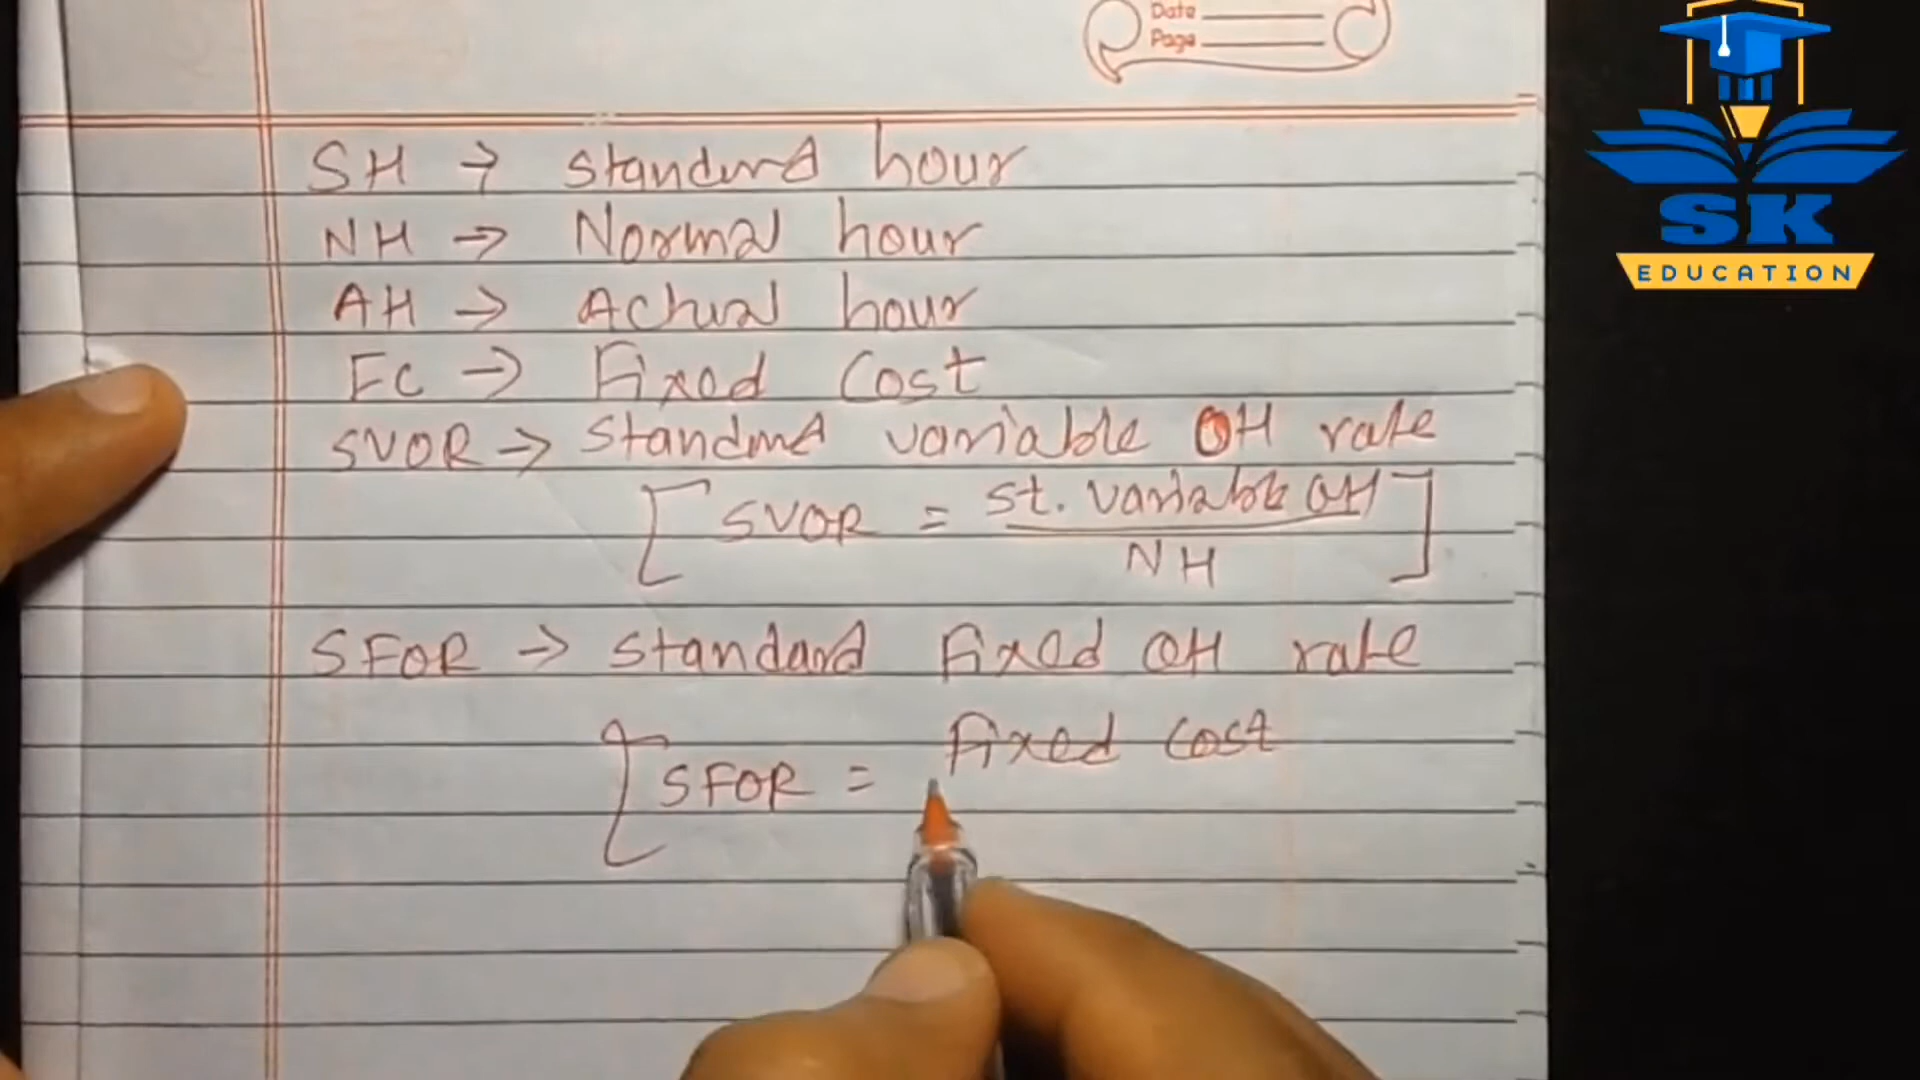 Date
Page
SH → Standard hour
NH → Normal hour
AH → Actual hour
FC → Fixed Cost
SVOR → Standard variable OH rate
[SVOR = St. variable OH / NH]
SFOR → Standard Fixed OH rate
[SFOR = Fixed Cost
SK
EDUCATION